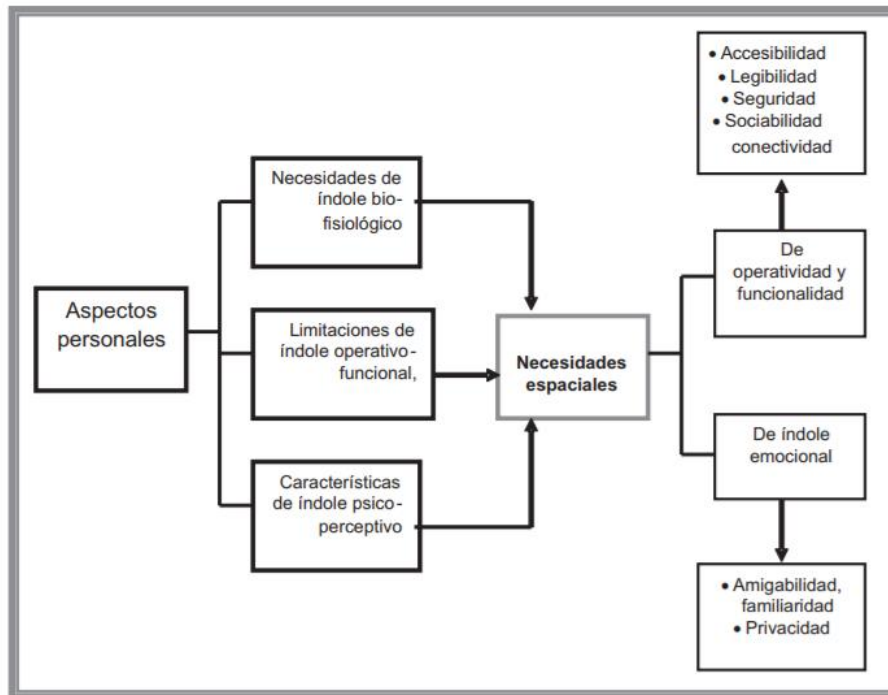 Aspectos
personales
Necesidades de
índole bio-
fisiológico
Limitaciones de
índole operativo-
funcional,
Características
de índole psico-
perceptivo
Necesidades
espaciales
De
operatividad y
funcionalidad
• Accesibilidad
• Legibilidad
• Seguridad
• Sociabilidad
conectividad
De índole
emocional
• Amigabilidad,
familiaridad
• Privacidad